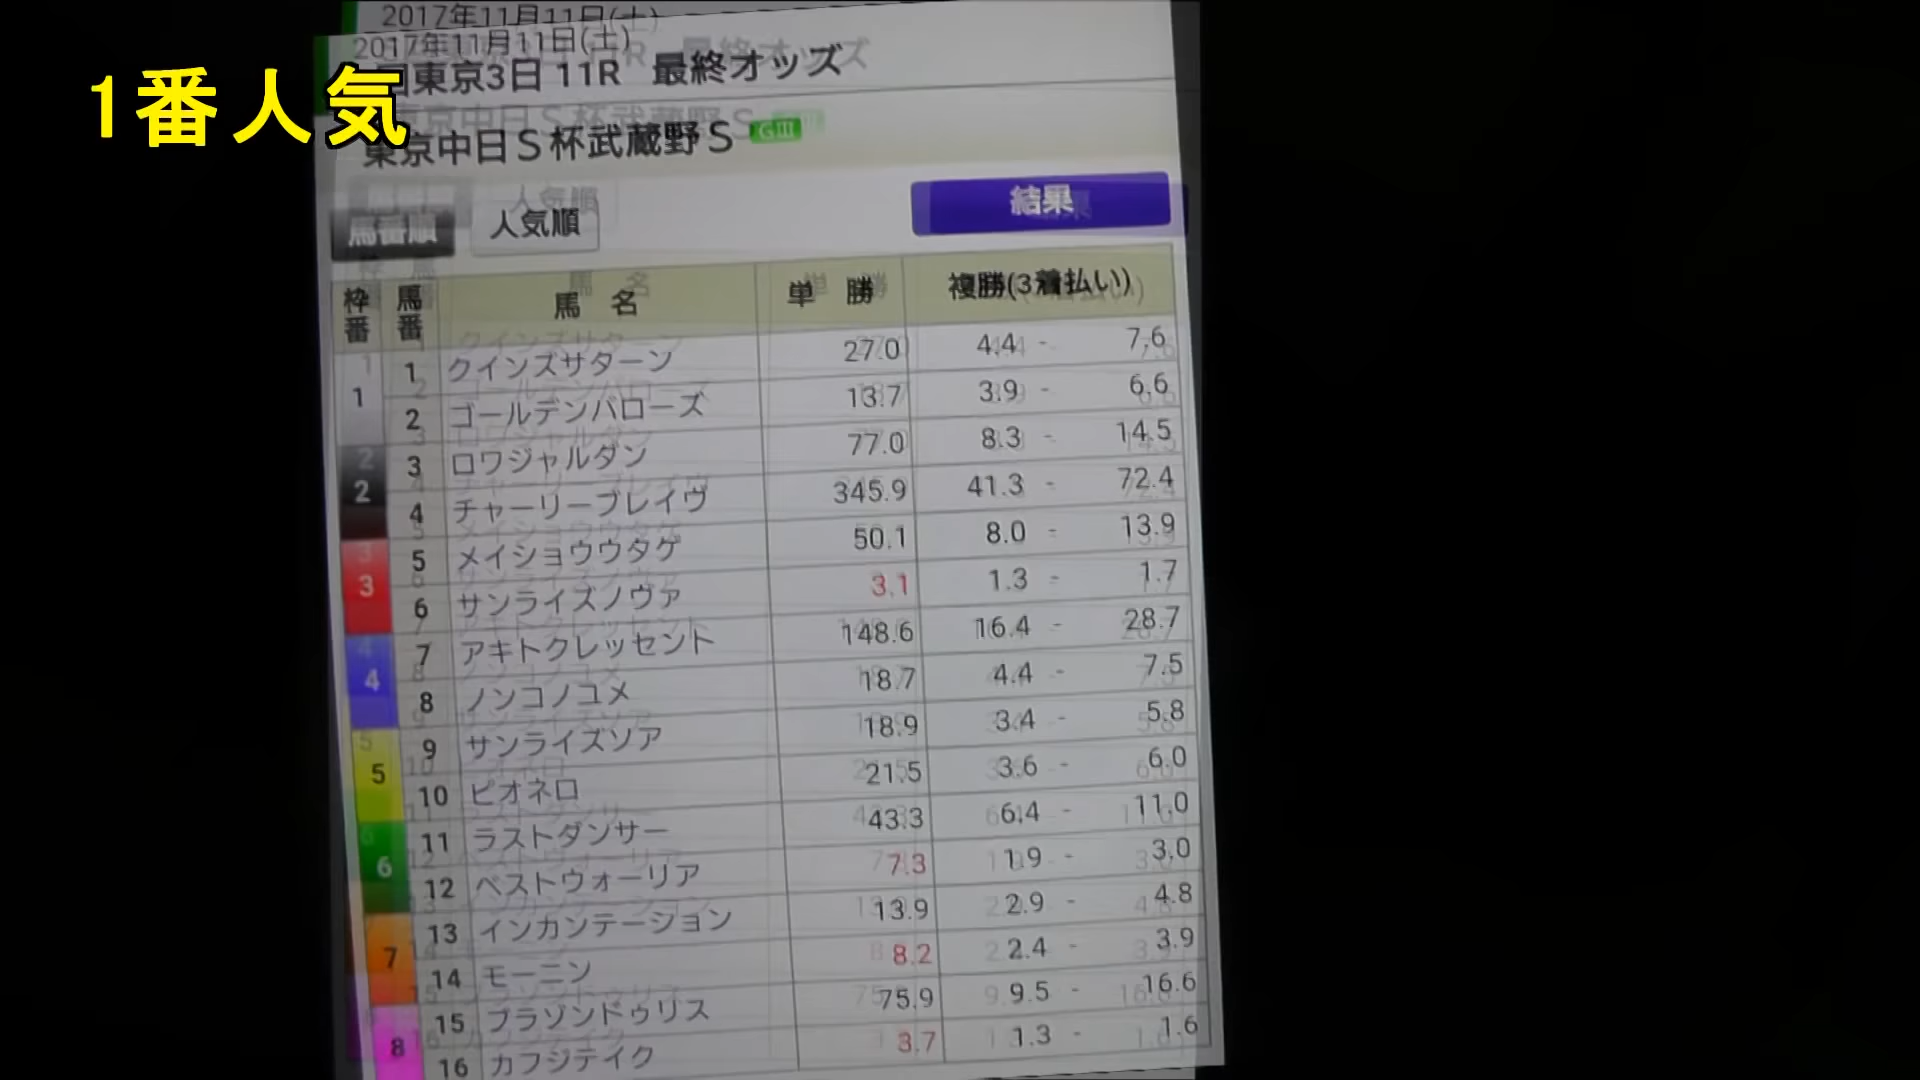 1番人気
2017年11月11日(土)
回東京3日 11R 最終オッズ
東京中日S杯武蔵野S GIII
馬番順 人気順 結果
枠番 馬番 馬 名 単 勝 複勝(3着払い)
1 1 クインズサターン 27.0 4.4 - 7.6
2 ゴールデンバローズ 13.7 3.9 - 6.6
2 3 ロワジャルダン 77.0 8.3 - 14.5
4 チャーリーブレイヴ 345.9 41.3 - 72.4
3 5 メイショウウタゲ 50.1 8.0 - 13.9
6 サンライズノヴァ 3.1 1.3 - 1.7
4 7 アキトクレッセント 148.6 16.4 - 28.7
8 ノンコノユメ 18.7 4.4 - 7.5
5 9 サンライズソア 18.9 3.4 - 5.8
10 ピオネロ 21.5 3.6 - 6.0
6 11 ラストダンサー 43.3 6.4 - 11.0
12 ベストウォーリア 7.3 1.9 - 3.0
7 13 インカンテーション 13.9 2.9 - 4.8
14 モーニン 8.2 2.4 - 3.9
8 15 ブラゾンドゥリス 75.9 9.5 - 16.6
16 カフジテイク 3.7 1.3 - 1.6